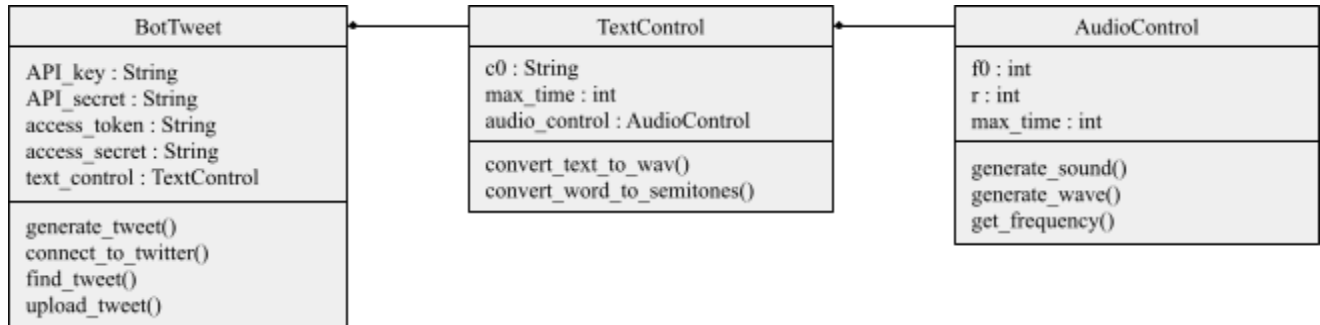 BotTweet
API_key : String
API_secret : String
access_token : String
access_secret : String
text_control : TextControl
generate_tweet()
connect_to_twitter()
find_tweet()
upload_tweet()
TextControl
c0 : String
max_time : int
audio_control : AudioControl
convert_text_to_wav()
convert_word_to_semitones()
AudioControl
f0 : int
r : int
max_time : int
generate_sound()
generate_wave()
get_frequency()